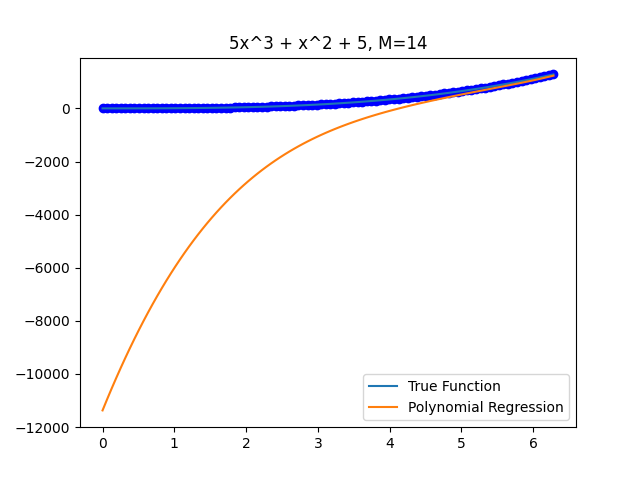 5x^3 + x^2 + 5, M=14
0
−2000
−4000
−6000
−8000
−10000
−12000
0 1 2 3 4 5 6
True Function
Polynomial Regression